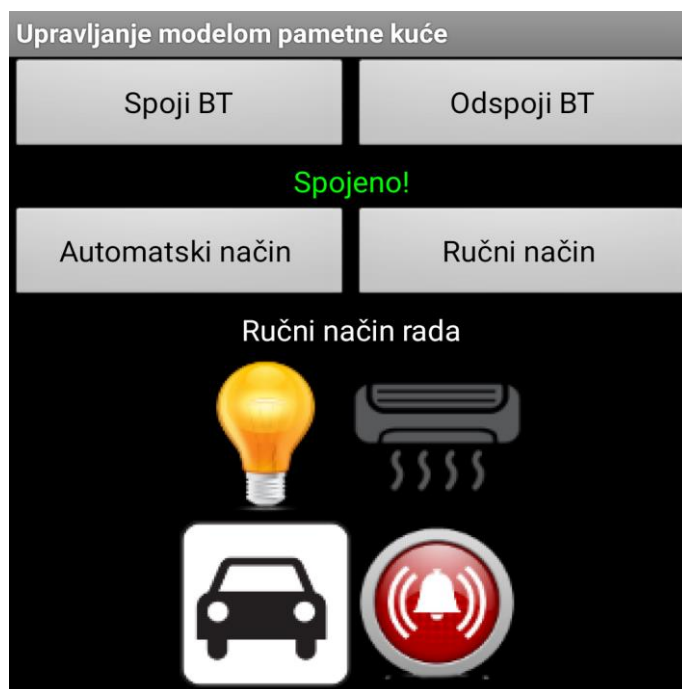 Upravljanje modelom pametne kuće
Spoji BT
Odspoji BT
Spojeno!
Automatski način
Ručni način
Ručni način rada